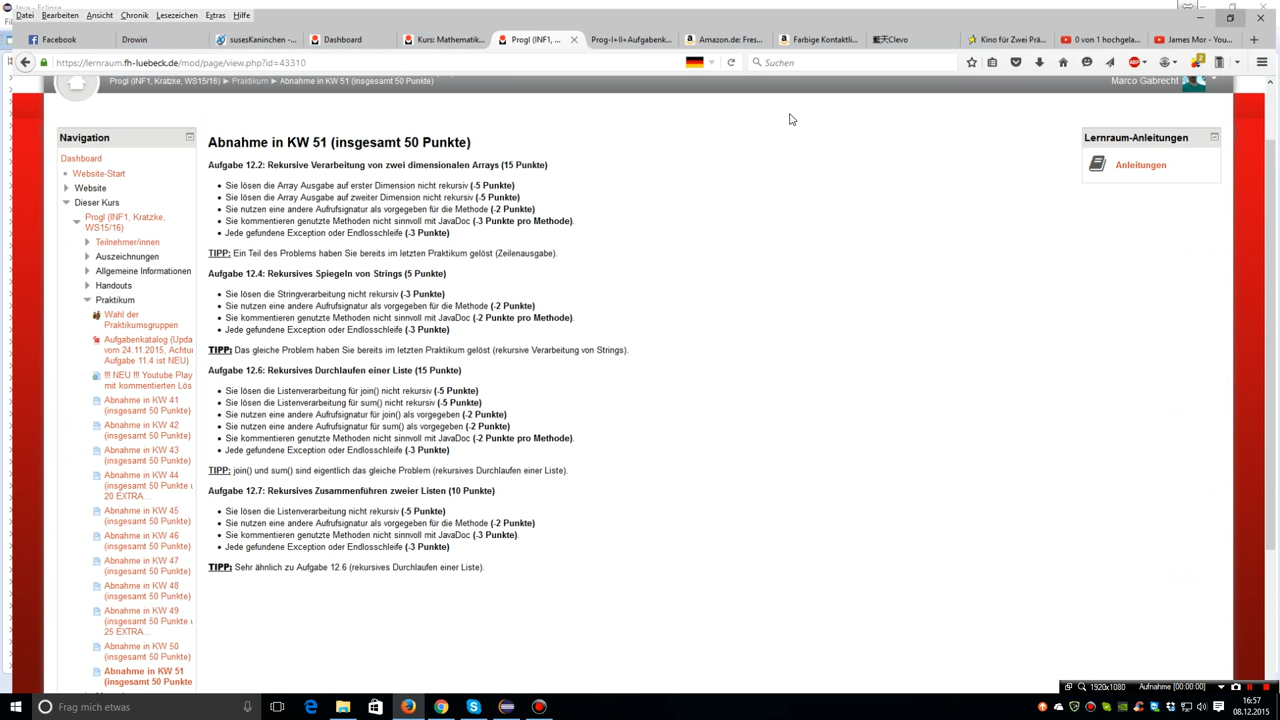 Java - Eclipse
Datei Bearbeiten Ansicht Chronik Lesezeichen Extras Hilfe
Facebook
Drowin
susesKaninchen -...
Dashboard
Kurs: Mathematik...
ProgI (INF1, ...
Prog-I+II+Aufgabenk...
Amazon.de: Fres...
Farbige Kontaktli...
藍天Clevo
Kino für Zwei Prä...
0 von 1 hochgela...
James Mor - You...
https://lernraum.fh-luebeck.de/mod/page/view.php?id=43310
Suchen
ProgI (INF1, Kratzke, WS15/16) Praktikum Abnahme in KW 51 (insgesamt 50 Punkte)
Marco Gabrecht
Navigation
Dashboard
Website-Start
Website
Dieser Kurs
ProgI (INF1, Kratzke,
WS15/16)
Teilnehmer/innen
Auszeichnungen
Allgemeine Informationen
Handouts
Praktikum
Wahl der
Praktikumsgruppen
Aufgabenkatalog (Upda
vom 24.11.2015, Achtur
Aufgabe 11.4 ist NEU)
!!! NEU !!! Youtube Play
mit kommentierten Lös
Abnahme in KW 41
(insgesamt 50 Punkte)
Abnahme in KW 42
(insgesamt 50 Punkte)
Abnahme in KW 43
(insgesamt 50 Punkte)
Abnahme in KW 44
(insgesamt 50 Punkte u
20 EXTRA...
Abnahme in KW 45
(insgesamt 50 Punkte)
Abnahme in KW 46
(insgesamt 50 Punkte)
Abnahme in KW 47
(insgesamt 50 Punkte)
Abnahme in KW 48
(insgesamt 50 Punkte)
Abnahme in KW 49
(insgesamt 50 Punkte u
25 EXTRA...
Abnahme in KW 50
(insgesamt 50 Punkte)
Abnahme in KW 51
(insgesamt 50 Punkte
Abnahme in KW 51 (insgesamt 50 Punkte)
Aufgabe 12.2: Rekursive Verarbeitung von zwei dimensionalen Arrays (15 Punkte)
Sie lösen die Array Ausgabe auf erster Dimension nicht rekursiv (-5 Punkte)
Sie lösen die Array Ausgabe auf zweiter Dimension nicht rekursiv (-5 Punkte)
Sie nutzen eine andere Aufrufsignatur als vorgegeben für die Methode (-2 Punkte)
Sie kommentieren genutzte Methoden nicht sinnvoll mit JavaDoc (-3 Punkte pro Methode).
Jede gefundene Exception oder Endlosschleife (-3 Punkte)
TIPP: Ein Teil des Problems haben Sie bereits im letzten Praktikum gelöst (Zeilenausgabe).
Aufgabe 12.4: Rekursives Spiegeln von Strings (5 Punkte)
Sie lösen die Stringverarbeitung nicht rekursiv (-3 Punkte)
Sie nutzen eine andere Aufrufsignatur als vorgegeben für die Methode (-2 Punkte)
Sie kommentieren genutzte Methoden nicht sinnvoll mit JavaDoc (-2 Punkte pro Methode).
Jede gefundene Exception oder Endlosschleife (-3 Punkte)
TIPP: Das gleiche Problem haben Sie bereits im letzten Praktikum gelöst (rekursive Verarbeitung von Strings).
Aufgabe 12.6: Rekursives Durchlaufen einer Liste (15 Punkte)
Sie lösen die Listenverarbeitung für join() nicht rekursiv (-5 Punkte)
Sie lösen die Listenverarbeitung für sum() nicht rekursiv (-5 Punkte)
Sie nutzen eine andere Aufrufsignatur für join() als vorgegeben (-2 Punkte)
Sie nutzen eine andere Aufrufsignatur für sum() als vorgegeben (-2 Punkte)
Sie kommentieren genutzte Methoden nicht sinnvoll mit JavaDoc (-2 Punkte pro Methode).
Jede gefundene Exception oder Endlosschleife (-3 Punkte)
TIPP: join() und sum() sind eigentlich das gleiche Problem (rekursives Durchlaufen einer Liste).
Aufgabe 12.7: Rekursives Zusammenführen zweier Listen (10 Punkte)
Sie lösen die Listenverarbeitung nicht rekursiv (-5 Punkte)
Sie nutzen eine andere Aufrufsignatur als vorgegeben für die Methode (-2 Punkte)
Sie kommentieren genutzte Methoden nicht sinnvoll mit JavaDoc (-3 Punkte).
Jede gefundene Exception oder Endlosschleife (-3 Punkte)
TIPP: Sehr ähnlich zu Aufgabe 12.6 (rekursives Durchlaufen einer Liste).
Lernraum-Anleitungen
Anleitungen
1920x1080 Aufnahme [00:00:00]
Frag mich etwas
16:57
08.12.2015